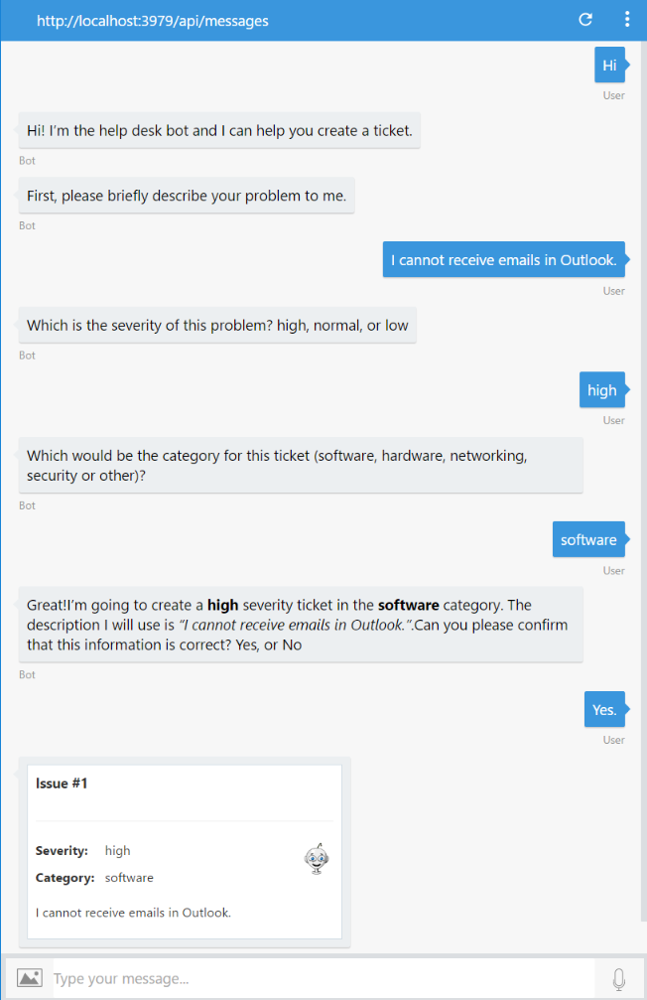 http://localhost:3979/api/messages
Hi
User
Hi! I'm the help desk bot and I can help you create a ticket.
Bot
First, please briefly describe your problem to me.
Bot
I cannot receive emails in Outlook.
User
Which is the severity of this problem? high, normal, or low
Bot
high
User
Which would be the category for this ticket (software, hardware, networking,
security or other)?
Bot
software
User
Great!I'm going to create a high severity ticket in the software category. The
description I will use is “I cannot receive emails in Outlook.”.Can you please confirm
that this information is correct? Yes, or No
Bot
Yes.
User
Issue #1
Severity: high
Category: software
I cannot receive emails in Outlook.
Type your message...